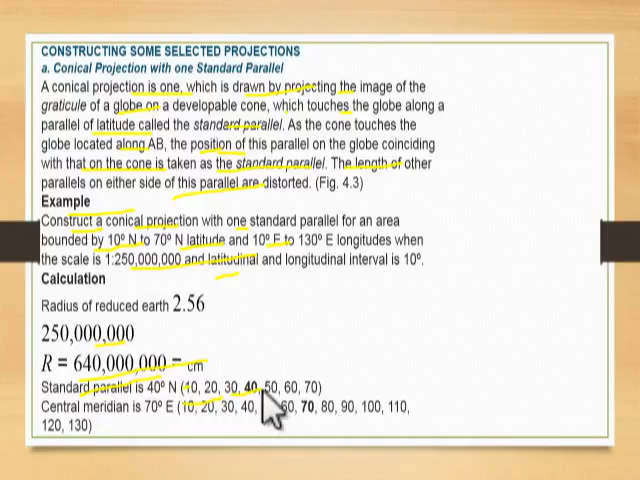 CONSTRUCTING SOME SELECTED PROJECTIONS
a. Conical Projection with one Standard Parallel
A conical projection is one, which is drawn by projecting the image of the
graticule of a globe on a developable cone, which touches the globe along a
parallel of latitude called the standard parallel. As the cone touches the
globe located along AB, the position of this parallel on the globe coinciding
with that on the cone is taken as the standard parallel. The length of other
parallels on either side of this parallel are distorted. (Fig. 4.3)
Example
Construct a conical projection with one standard parallel for an area
bounded by 10º N to 70º N latitude and 10º E to 130º E longitudes when
the scale is 1:250,000,000 and latitudinal and longitudinal interval is 10º.
Calculation
Radius of reduced earth 2.56
250,000,000
R = 640,000,000 = cm
Standard parallel is 40º N (10, 20, 30, 40, 50, 60, 70)
Central meridian is 70º E (10, 20, 30, 40, 60, 70, 80, 90, 100, 110,
120, 130)